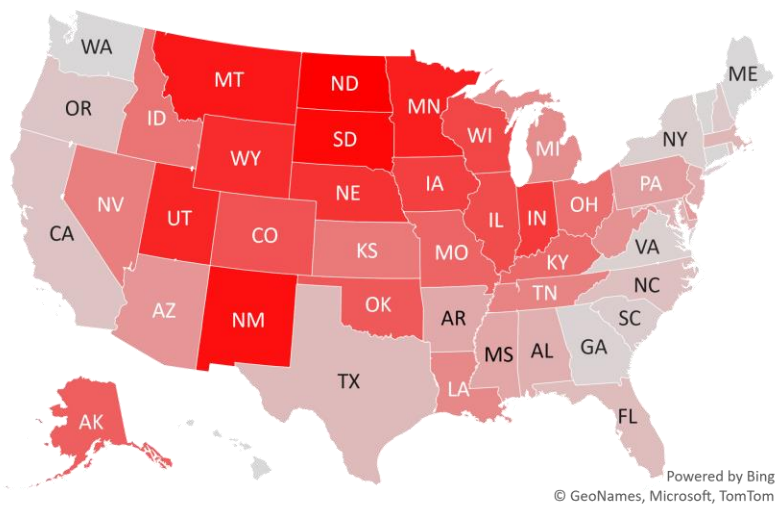 WA
ME
MT
ND
OR
MN
ID
NY
SD
WI
MI
WY
IA
PA
NE
OH
NV
UT
IL
IN
CO
CA
VA
KS
MO
KY
NC
TN
OK
AZ
AR
SC
NM
MS
AL
GA
TX
LA
FL
AK
Powered by Bing
© GeoNames, Microsoft, TomTom